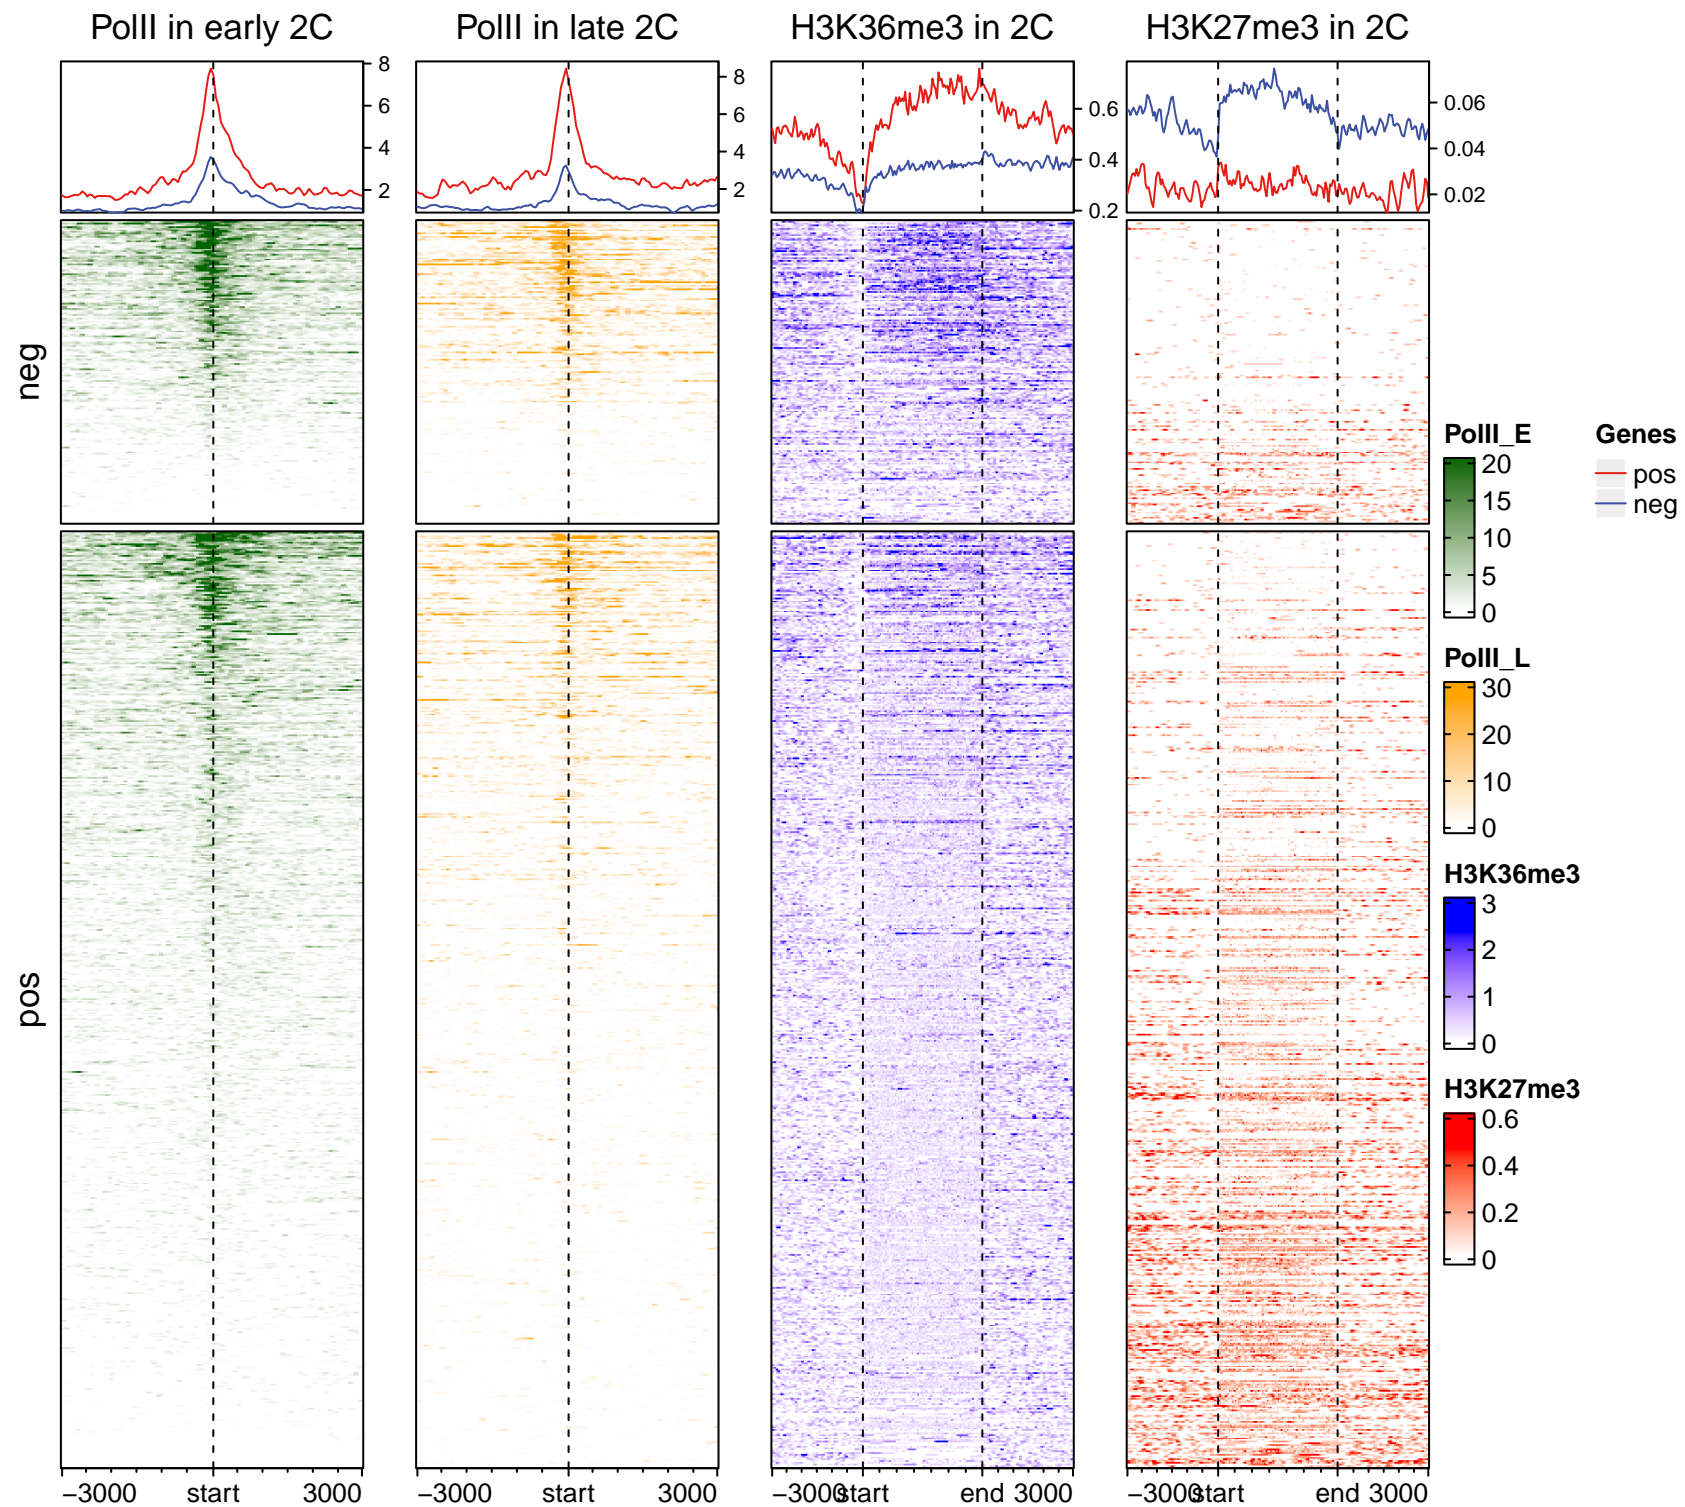 PolII in early 2C
PolII in late 2C
H3K36me3 in 2C
H3K27me3 in 2C
8
6
4
2
8
6
4
2
0.6
0.4
0.2
0.06
0.04
0.02
neg
pos
−3000 start 3000
−3000 start 3000
−3000 start end 3000
−3000 start end 3000
PolII_E
20
15
10
5
0
PolII_L
30
20
10
0
H3K36me3
3
2
1
0
H3K27me3
0.6
0.4
0.2
0
Genes
pos
neg